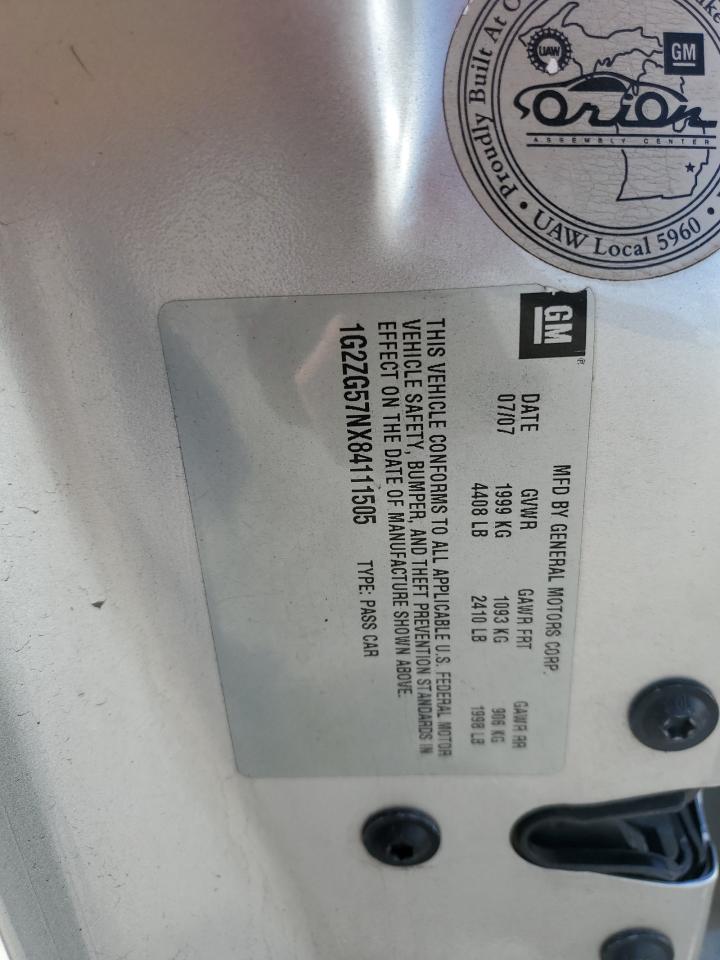 Proudly Built At
UAW
GM
Orion
ASSEMBLY CENTER
• UAW Local 5960 •
GM
MFD BY GENERAL MOTORS CORP.
DATE GVWR GAWR FRT GAWR RR
07/07 1999 KG 1093 KG 906 KG
4408 LB 2410 LB 1998 LB
THIS VEHICLE CONFORMS TO ALL APPLICABLE U.S. FEDERAL MOTOR
VEHICLE SAFETY, BUMPER, AND THEFT PREVENTION STANDARDS IN
EFFECT ON THE DATE OF MANUFACTURE SHOWN ABOVE.
1G2ZG57NX84111505 TYPE: PASS CAR